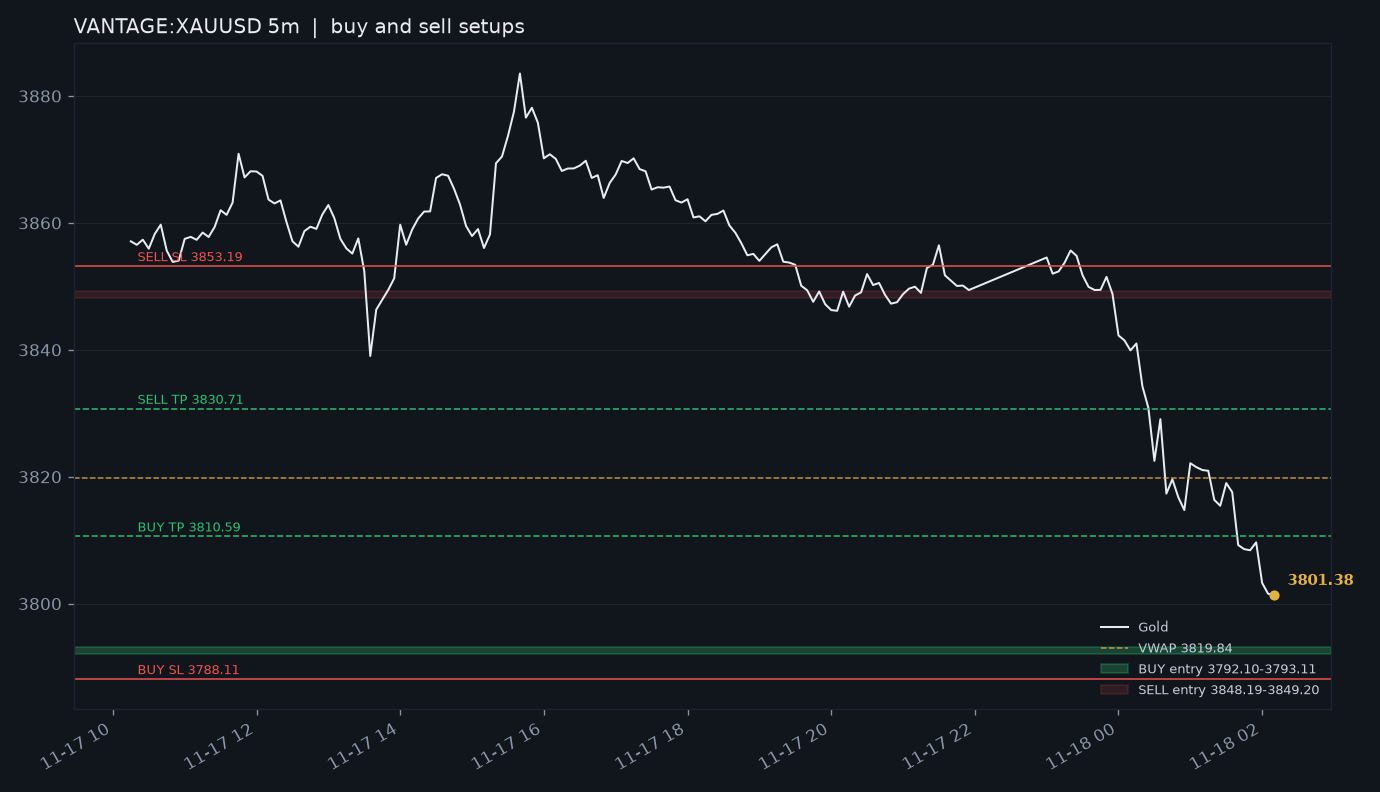 VANTAGE:XAUUSD 5m | buy and sell setups
3880
3860
SELL SL 3853.19
3840
SELL TP 3830.71
3820
BUY TP 3810.59
3801.38
3800
Gold
VWAP 3819.84
BUY entry 3792.10-3793.11
SELL entry 3848.19-3849.20
BUY SL 3788.11
11-17 10
11-17 12
11-17 14
11-17 16
11-17 18
11-17 20
11-17 22
11-18 00
11-18 02